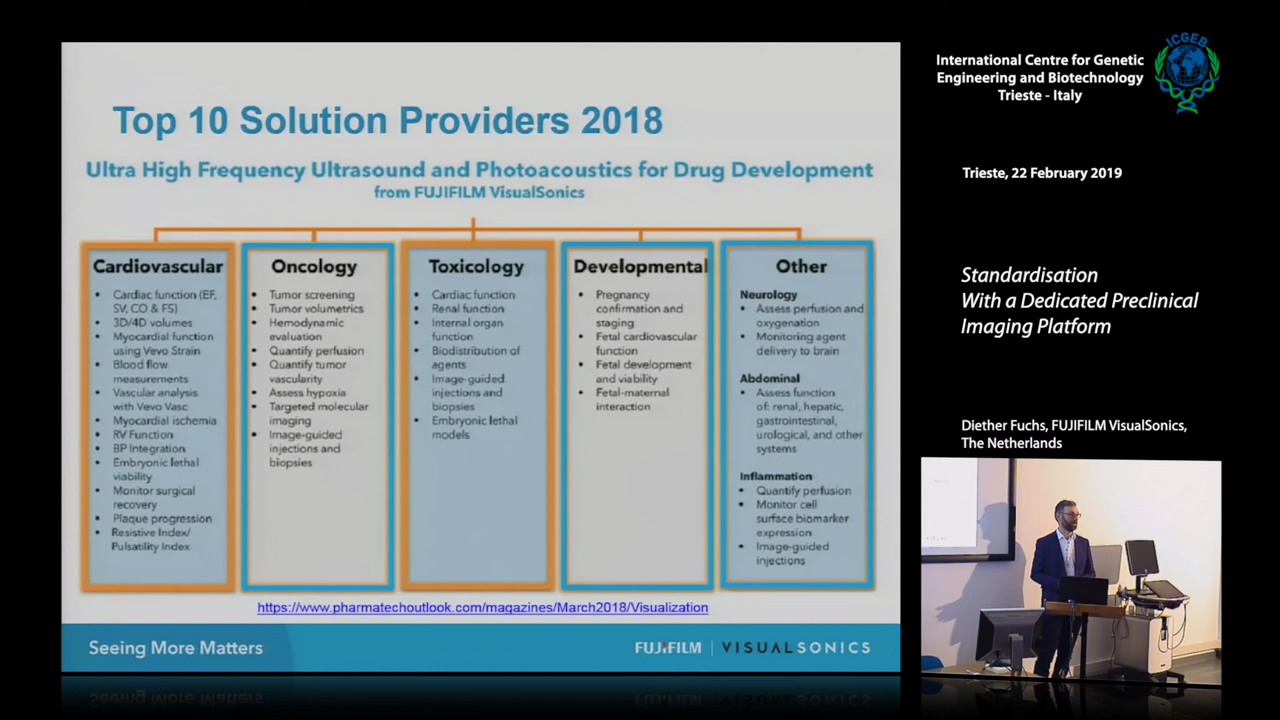 Top 10 Solution Providers 2018
Ultra High Frequency Ultrasound and Photoacoustics for Drug Development
from FUJIFILM VisualSonics
Cardiovascular
• Cardiac function (EF,
SV, CO & FS)
• 3D/4D volumes
• Myocardial function
using Vevo Strain
• Blood flow
measurements
• Vascular analysis
with Vevo Vasc
• Myocardial ischemia
• RV Function
• BP Integration
• Embryonic lethal
viability
• Monitor surgical
recovery
• Plaque progression
• Resistive Index/
Pulsatility Index
Oncology
• Tumor screening
• Tumor volumetrics
• Hemodynamic
evaluation
• Quantify perfusion
• Quantify tumor
vascularity
• Assess hypoxia
• Targeted molecular
imaging
• Image-guided
injections and
biopsies
Toxicology
• Cardiac function
• Renal function
• Internal organ
function
• Biodistribution of
agents
• Image-guided
injections and
biopsies
• Embryonic lethal
models
Developmental
• Pregnancy
confirmation and
staging
• Fetal cardiovascular
function
• Fetal development
and viability
• Fetal-maternal
interaction
Other
Neurology
• Assess perfusion and
oxygenation
• Monitoring agent
delivery to brain
Abdominal
• Assess function
of: renal, hepatic,
gastrointestinal,
urological, and other
systems
Inflammation
• Quantify perfusion
• Monitor cell
surface biomarker
expression
• Image-guided
injections
https://www.pharmatechoutlook.com/magazines/March2018/Visualization
Seeing More Matters
FUJIFILM | VISUALSONICS
International Centre for Genetic
Engineering and Biotechnology
Trieste - Italy
ICGEB
Trieste, 22 February 2019
Standardisation
With a Dedicated Preclinical
Imaging Platform
Diether Fuchs, FUJIFILM VisualSonics,
The Netherlands